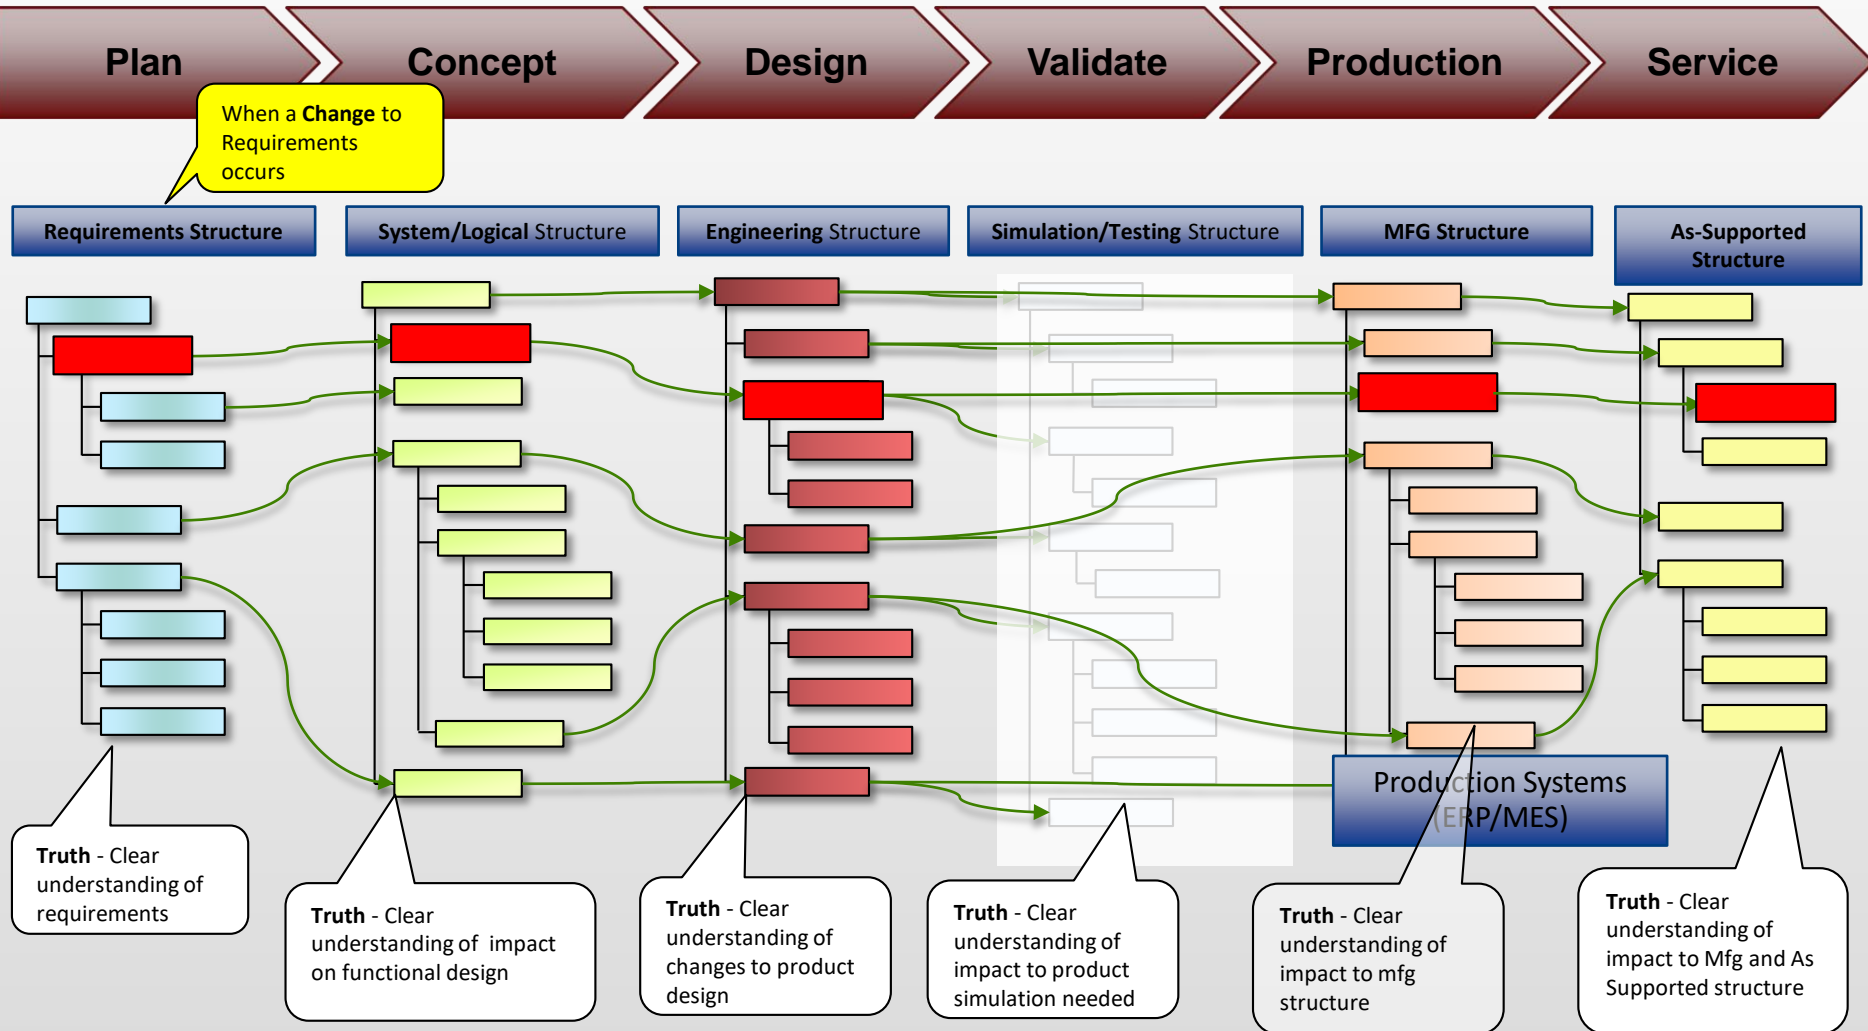 Plan
Concept
Design
Validate
Production
Service
When a Change to
Requirements
occurs
Requirements Structure
System/Logical Structure
Engineering Structure
Simulation/Testing Structure
MFG Structure
As-Supported
Structure
Production Systems
(ERP/MES)
Truth - Clear
understanding of
requirements
Truth - Clear
understanding of impact
on functional design
Truth - Clear
understanding of
changes to product
design
Truth - Clear
understanding of
impact to product
simulation needed
Truth - Clear
understanding of
impact to mfg
structure
Truth - Clear
understanding of
impact to Mfg and As
Supported structure